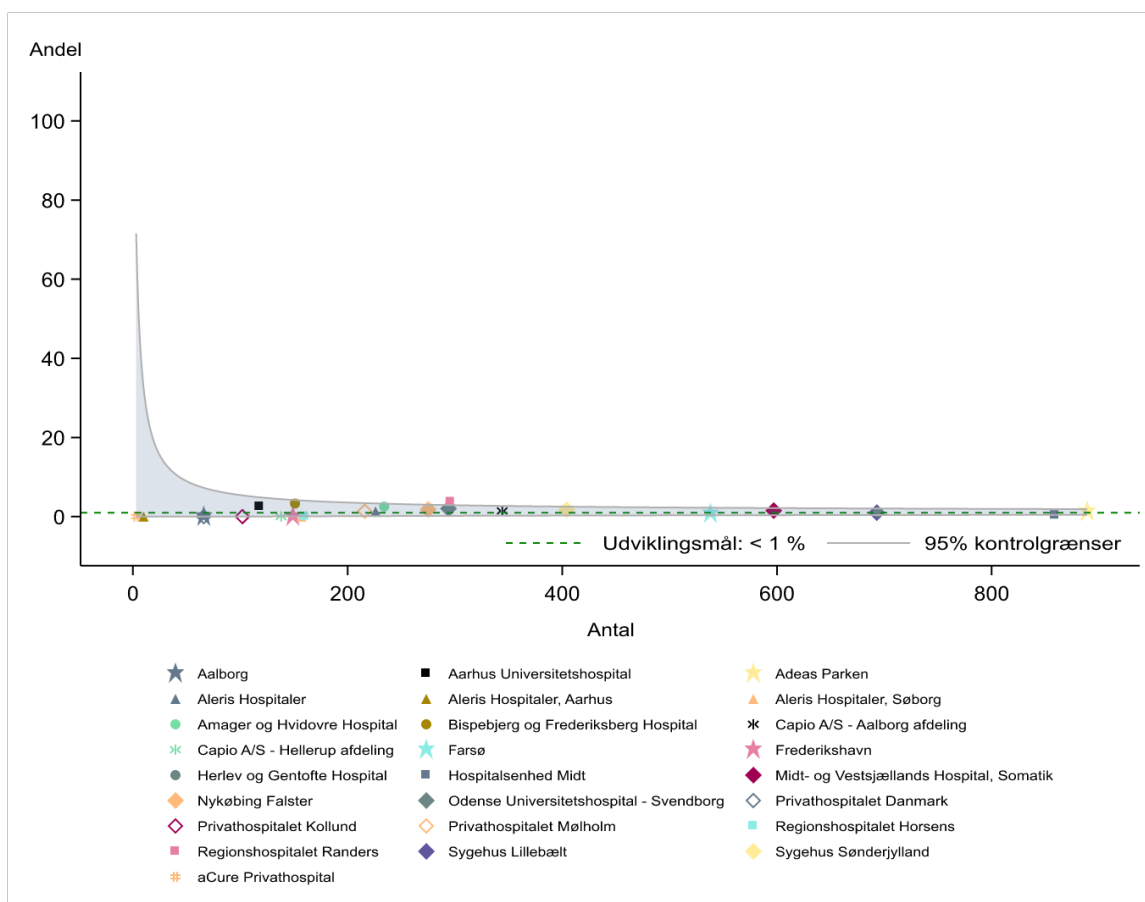 Andel
100
80
60
40
20
0
Udviklingsmål: < 1 % 95% kontrolgrænser
0 200 400 600 800
Antal
Aalborg Aarhus Universitetshospital Adeas Parken
Aleris Hospitaler Aleris Hospitaler, Aarhus Aleris Hospitaler, Søborg
Amager og Hvidovre Hospital Bispebjerg og Frederiksberg Hospital Capio A/S - Aalborg afdeling
Capio A/S - Hellerup afdeling Farsø Frederikshavn
Herlev og Gentofte Hospital Hospitalsenhed Midt Midt- og Vestsjællands Hospital, Somatik
Nykøbing Falster Odense Universitetshospital - Svendborg Privathospitalet Danmark
Privathospitalet Kollund Privathospitalet Mølholm Regionshospitalet Horsens
Regionshospitalet Randers Sygehus Lillebælt Sygehus Sønderjylland
aCure Privathospital